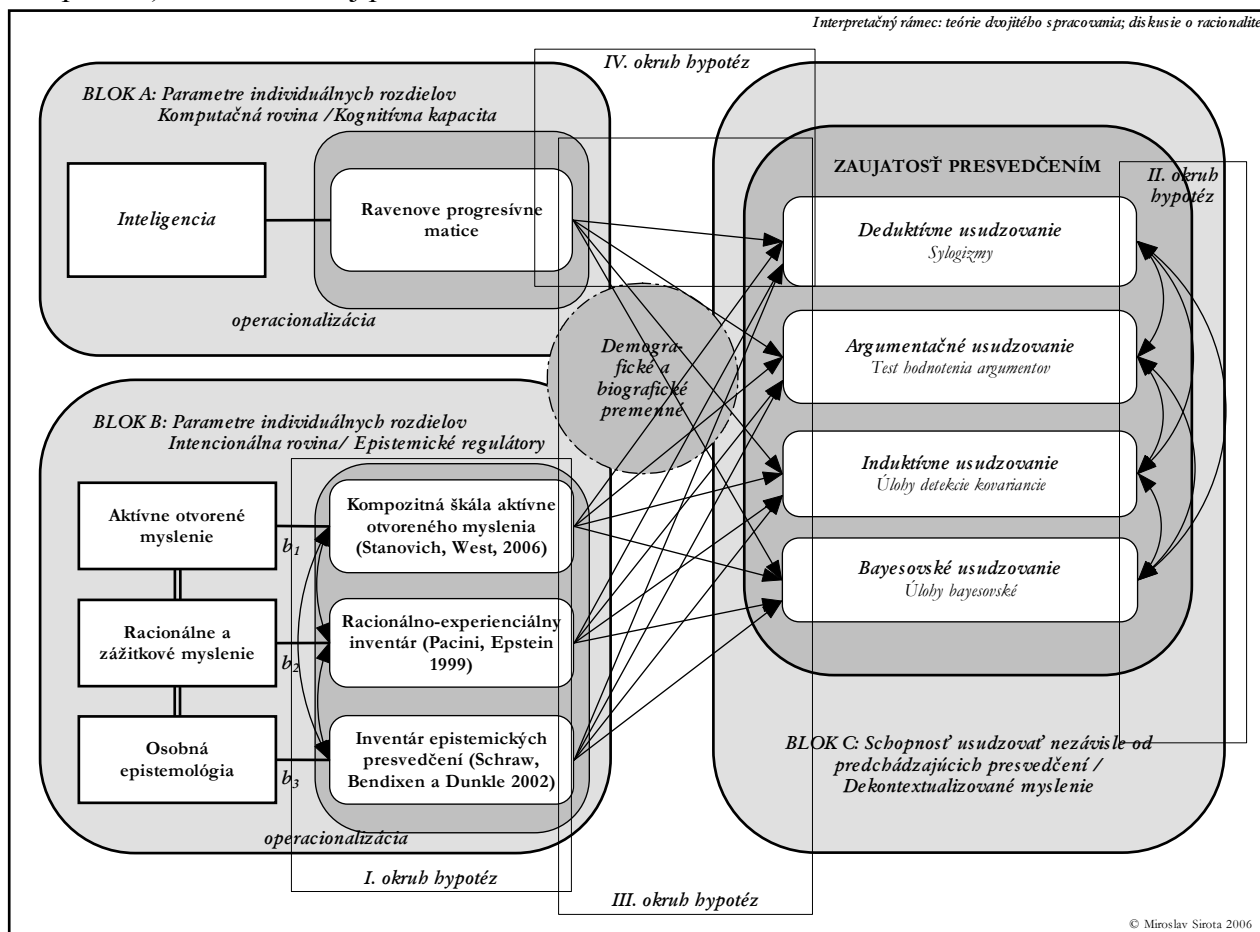 Interpretačný rámec: teórie dvojitého spracovania; diskusie o racionalite
IV. okruh hypotéz
BLOK A: Parametre individuálnych rozdielov
Komputačná rovina /Kognitívna kapacita
Inteligencia
Ravenove progresívne
matice
operacionalizácia
Demogra-
fické a
biografické
premenné
BLOK B: Parametre individuálnych rozdielov
Intencionálna rovina/ Epistemické regulátory
Aktívne otvorené
myslenie
b1
Kompozitná škála aktívne
otvoreného myslenia
(Stanovich, West, 2006)
Racionálne a
zážitkové myslenie
b2
Racionálno-experienciálny
inventár (Pacini, Epstein
1999)
Osobná
epistemológia
b3
Inventár epistemických
presvedčení (Schraw,
Bendixen a Dunkle 2002)
operacionalizácia
I. okruh hypotéz
III. okruh hypotéz
ZAUJATOSŤ PRESVEDČENÍM
II. okruh
hypotéz
Deduktívne usudzovanie
Sylogizmy
Argumentačné usudzovanie
Test hodnotenia argumentov
Induktívne usudzovanie
Úlohy detekcie kovariancie
Bayesovské usudzovanie
Úlohy bayesovské
BLOK C: Schopnosť usudzovať nezávisle od
predchádzajúcich presvedčení /
Dekontextualizované myslenie
© Miroslav Sirota 2006